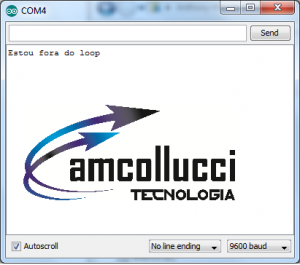 COM4
Send
Estou fora do loop
amcollucci
TECNOLOGIA
Autoscroll
No line ending
9600 baud